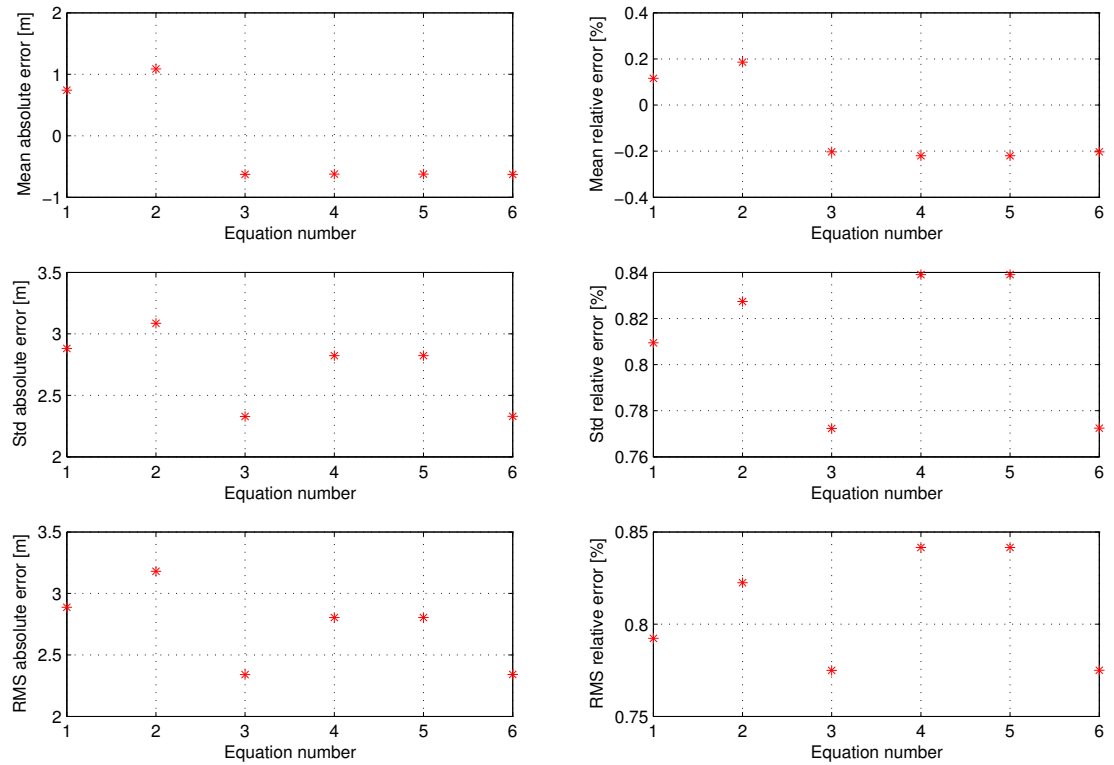 Mean absolute error [m]
2
1
0
−1
1 2 3 4 5 6
Equation number
Mean relative error [%]
0.4
0.2
0
−0.2
−0.4
1 2 3 4 5 6
Equation number
Std absolute error [m]
3.5
3
2.5
2
1 2 3 4 5 6
Equation number
Std relative error [%]
0.84
0.82
0.8
0.78
0.76
1 2 3 4 5 6
Equation number
RMS absolute error [m]
3.5
3
2.5
2
1 2 3 4 5 6
Equation number
RMS relative error [%]
0.85
0.8
0.75
1 2 3 4 5 6
Equation number